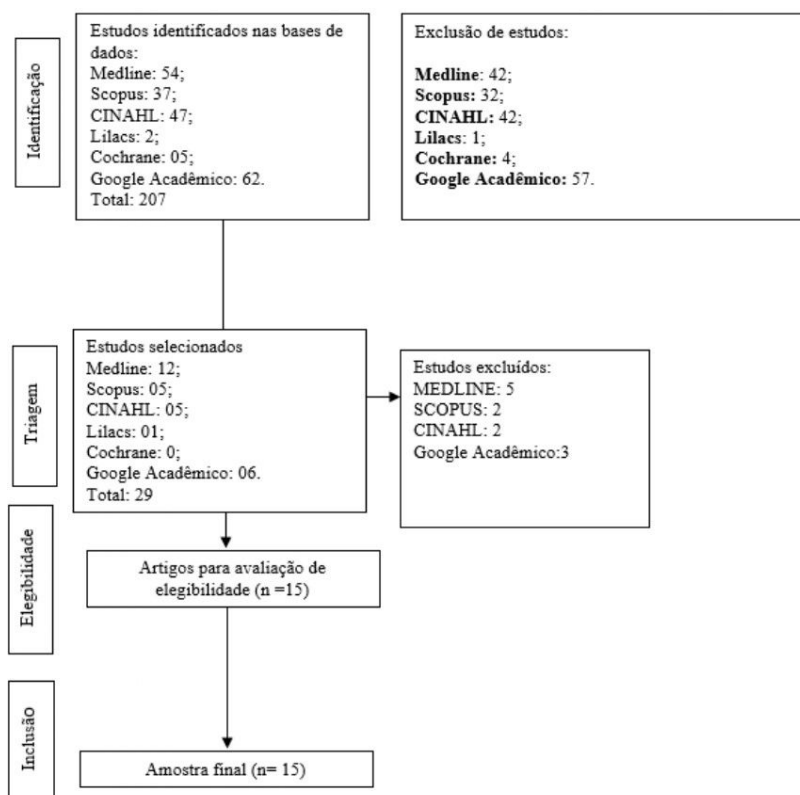 Identificação
Estudos identificados nas bases de
dados:
Medline: 54;
Scopus: 37;
CINAHL: 47;
Lilacs: 2;
Cochrane: 05;
Google Acadêmico: 62.
Total: 207
Exclusão de estudos:
Medline: 42;
Scopus: 32;
CINAHL: 42;
Lilacs: 1;
Cochrane: 4;
Google Acadêmico: 57.
Triagem
Estudos selecionados
Medline: 12;
Scopus: 05;
CINAHL: 05;
Lilacs: 01;
Cochrane: 0;
Google Acadêmico: 06.
Total: 29
Estudos excluídos:
MEDLINE: 5
SCOPUS: 2
CINAHL: 2
Google Acadêmico:3
Elegibilidade
Artigos para avaliação de
elegibilidade (n =15)
Inclusão
Amostra final (n= 15)